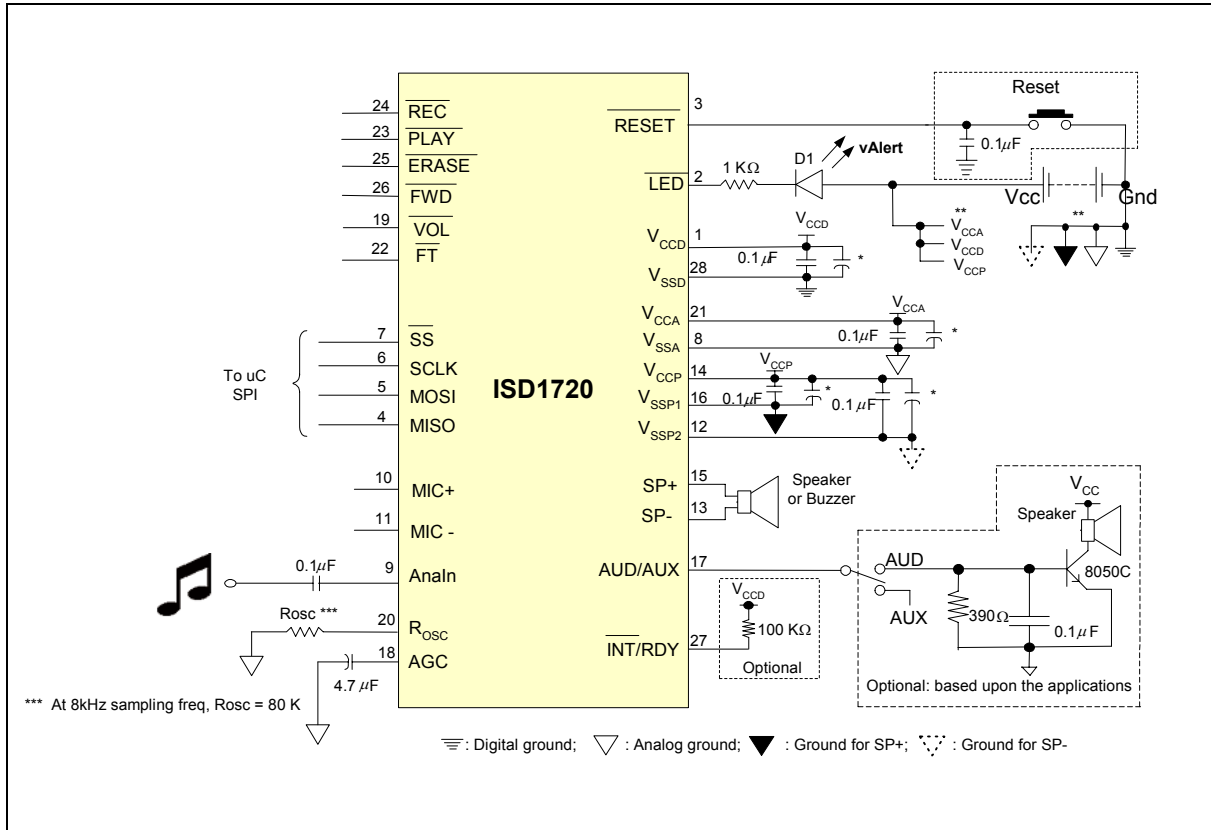 24 REC
23 PLAY
25 ERASE
26 FWD
19 VOL
22 FT
7 SS
6 SCLK
5 MOSI
4 MISO
To uC
SPI
10 MIC+
11 MIC -
0.1µF
9 AnaIn
Rosc ***
20 ROSC
18 AGC
4.7 µF
*** At 8kHz sampling freq, Rosc = 80 K
ISD1720
RESET 3
Reset
0.1µF
LED 2
1 KΩ
D1
vAlert
Vcc
Gnd
**
VCCA
VCCD
VCCP
**
VCCD 1
VCCD
0.1µF
*
VSSD 28
VCCA 21
VCCA
0.1µF
*
VSSA 8
VCCP 14
VCCP
0.1µF
*
0.1µF
*
VSSP1 16
VSSP2 12
SP+ 15
SP- 13
Speaker
or Buzzer
AUD/AUX 17
AUD
AUX
390Ω
0.1µF
VCC
Speaker
8050C
Optional: based upon the applications
INT/RDY 27
VCCD
100 KΩ
Optional
: Digital ground; : Analog ground; : Ground for SP+; : Ground for SP-